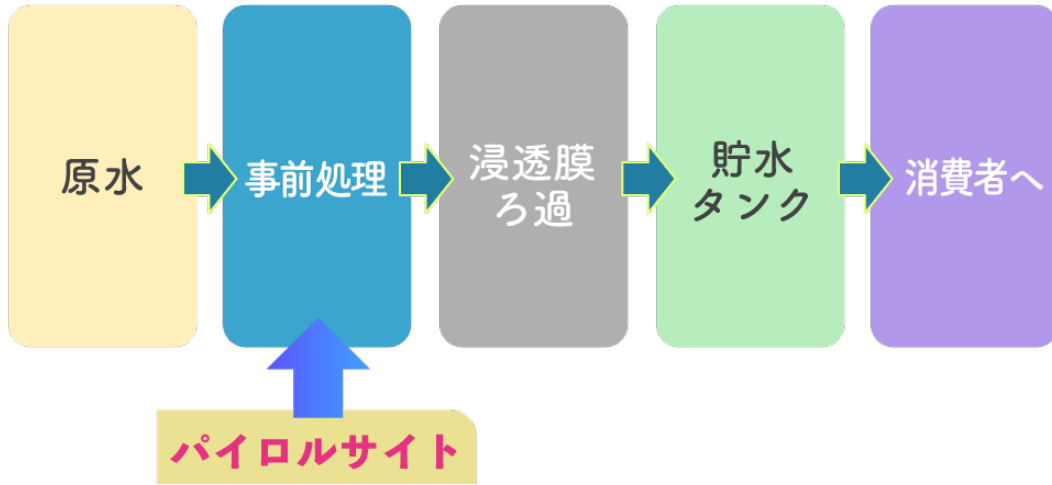 原水
事前処理
浸透膜
ろ過
貯水
タンク
消費者へ
パイロルサイト